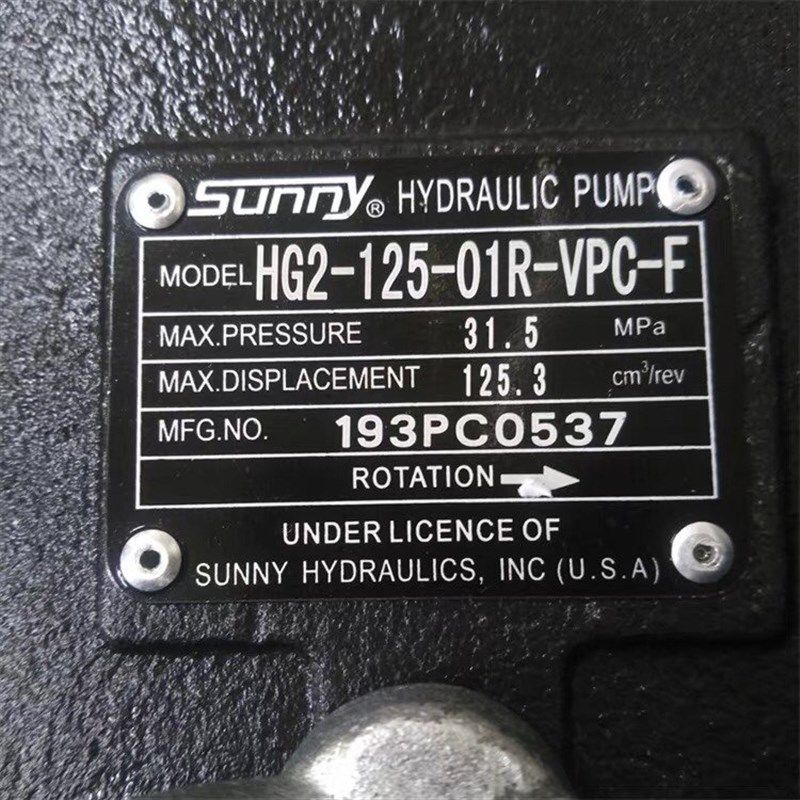 Sunny® HYDRAULIC PUMP
MODEL HG2-125-01R-VPC-F
MAX.PRESSURE 31.5 MPa
MAX.DISPLACEMENT 125.3 cm³/rev
MFG.NO. 193PC0537
ROTATION
UNDER LICENCE OF
SUNNY HYDRAULICS, INC (U.S.A)